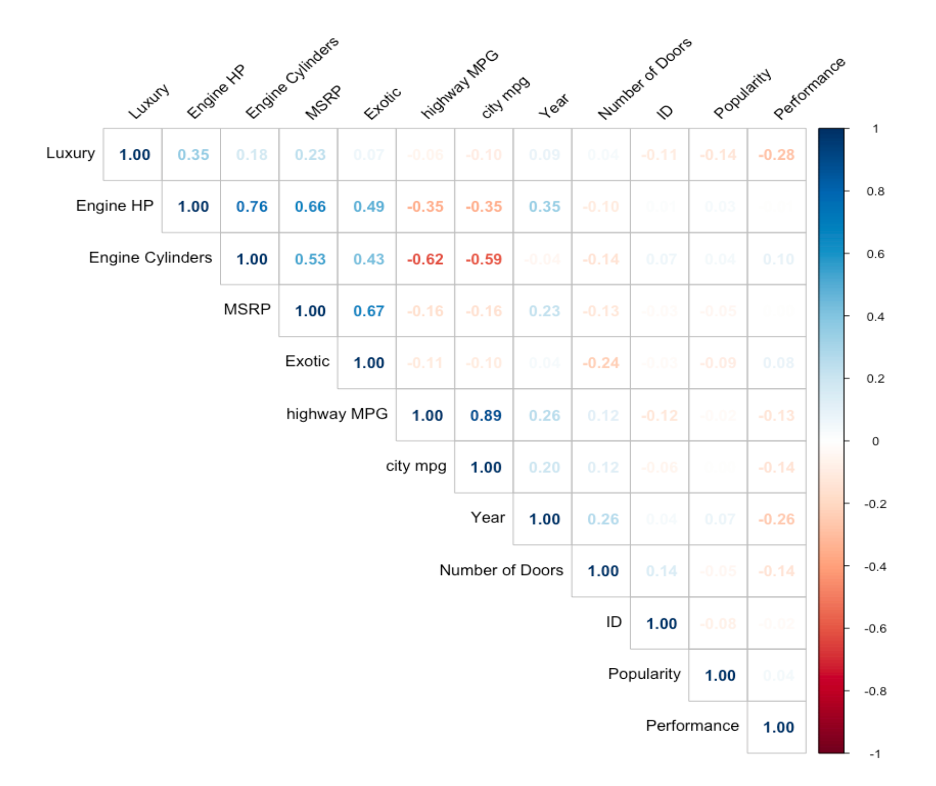 Luxury Engine HP Engine Cylinders MSRP Exotic highway MPG city mpg Year Number of Doors ID Popularity Performance
Luxury 1.00 0.35 0.18 0.23 0.07 -0.06 -0.10 0.09 0.04 -0.11 -0.14 -0.28
Engine HP 1.00 0.76 0.66 0.49 -0.35 -0.35 0.35 -0.10 0.03
Engine Cylinders 1.00 0.53 0.43 -0.62 -0.59 -0.04 -0.14 0.07 0.04 0.10
MSRP 1.00 0.67 -0.16 -0.16 0.23 -0.13 -0.03 -0.05
Exotic 1.00 -0.11 -0.10 0.04 -0.24 -0.03 -0.09 0.08
highway MPG 1.00 0.89 0.26 0.12 -0.12 -0.02 -0.13
city mpg 1.00 0.20 0.12 -0.06 -0.14
Year 1.00 0.26 0.04 0.07 -0.26
Number of Doors 1.00 0.14 -0.05 -0.14
ID 1.00 -0.08 -0.02
Popularity 1.00 0.04
Performance 1.00
1
0.8
0.6
0.4
0.2
0
-0.2
-0.4
-0.6
-0.8
-1